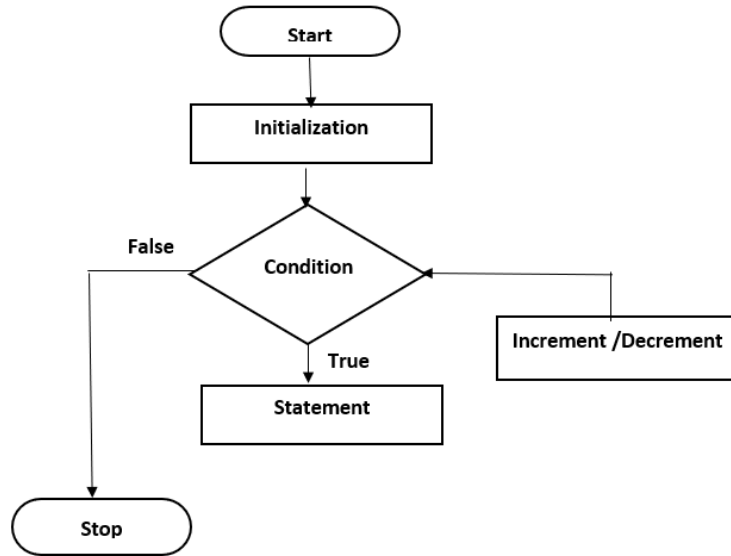 Start
Initialization
False
Condition
Increment /Decrement
True
Statement
Stop